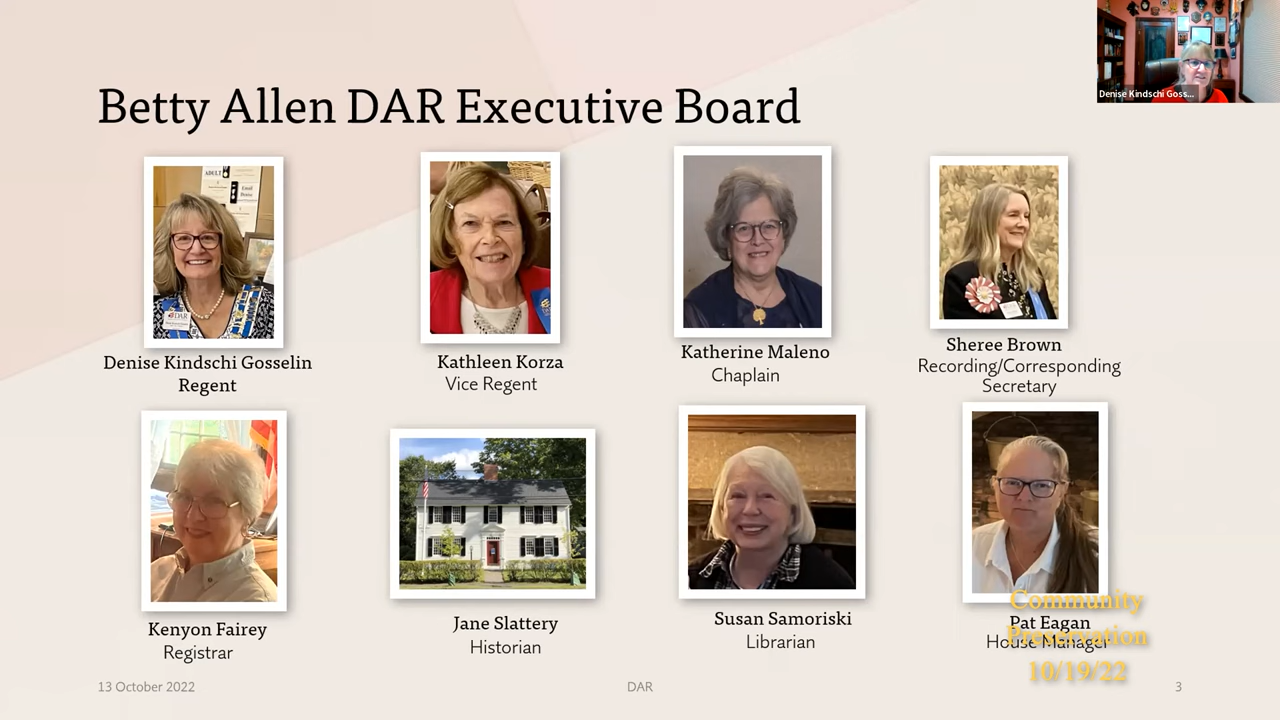 Denise Kindschi Goss...
Betty Allen DAR Executive Board
ADULT
DAR
Denise Kindschi Gosselin
Regent
Kathleen Korza
Vice Regent
Katherine Maleno
Chaplain
Sheree Brown
Recording/Corresponding
Secretary
Kenyon Fairey
Registrar
Jane Slattery
Historian
Susan Samoriski
Librarian
Pat Eagan
House Manager
Community
Preservation
10/19/22
13 October 2022
DAR
3